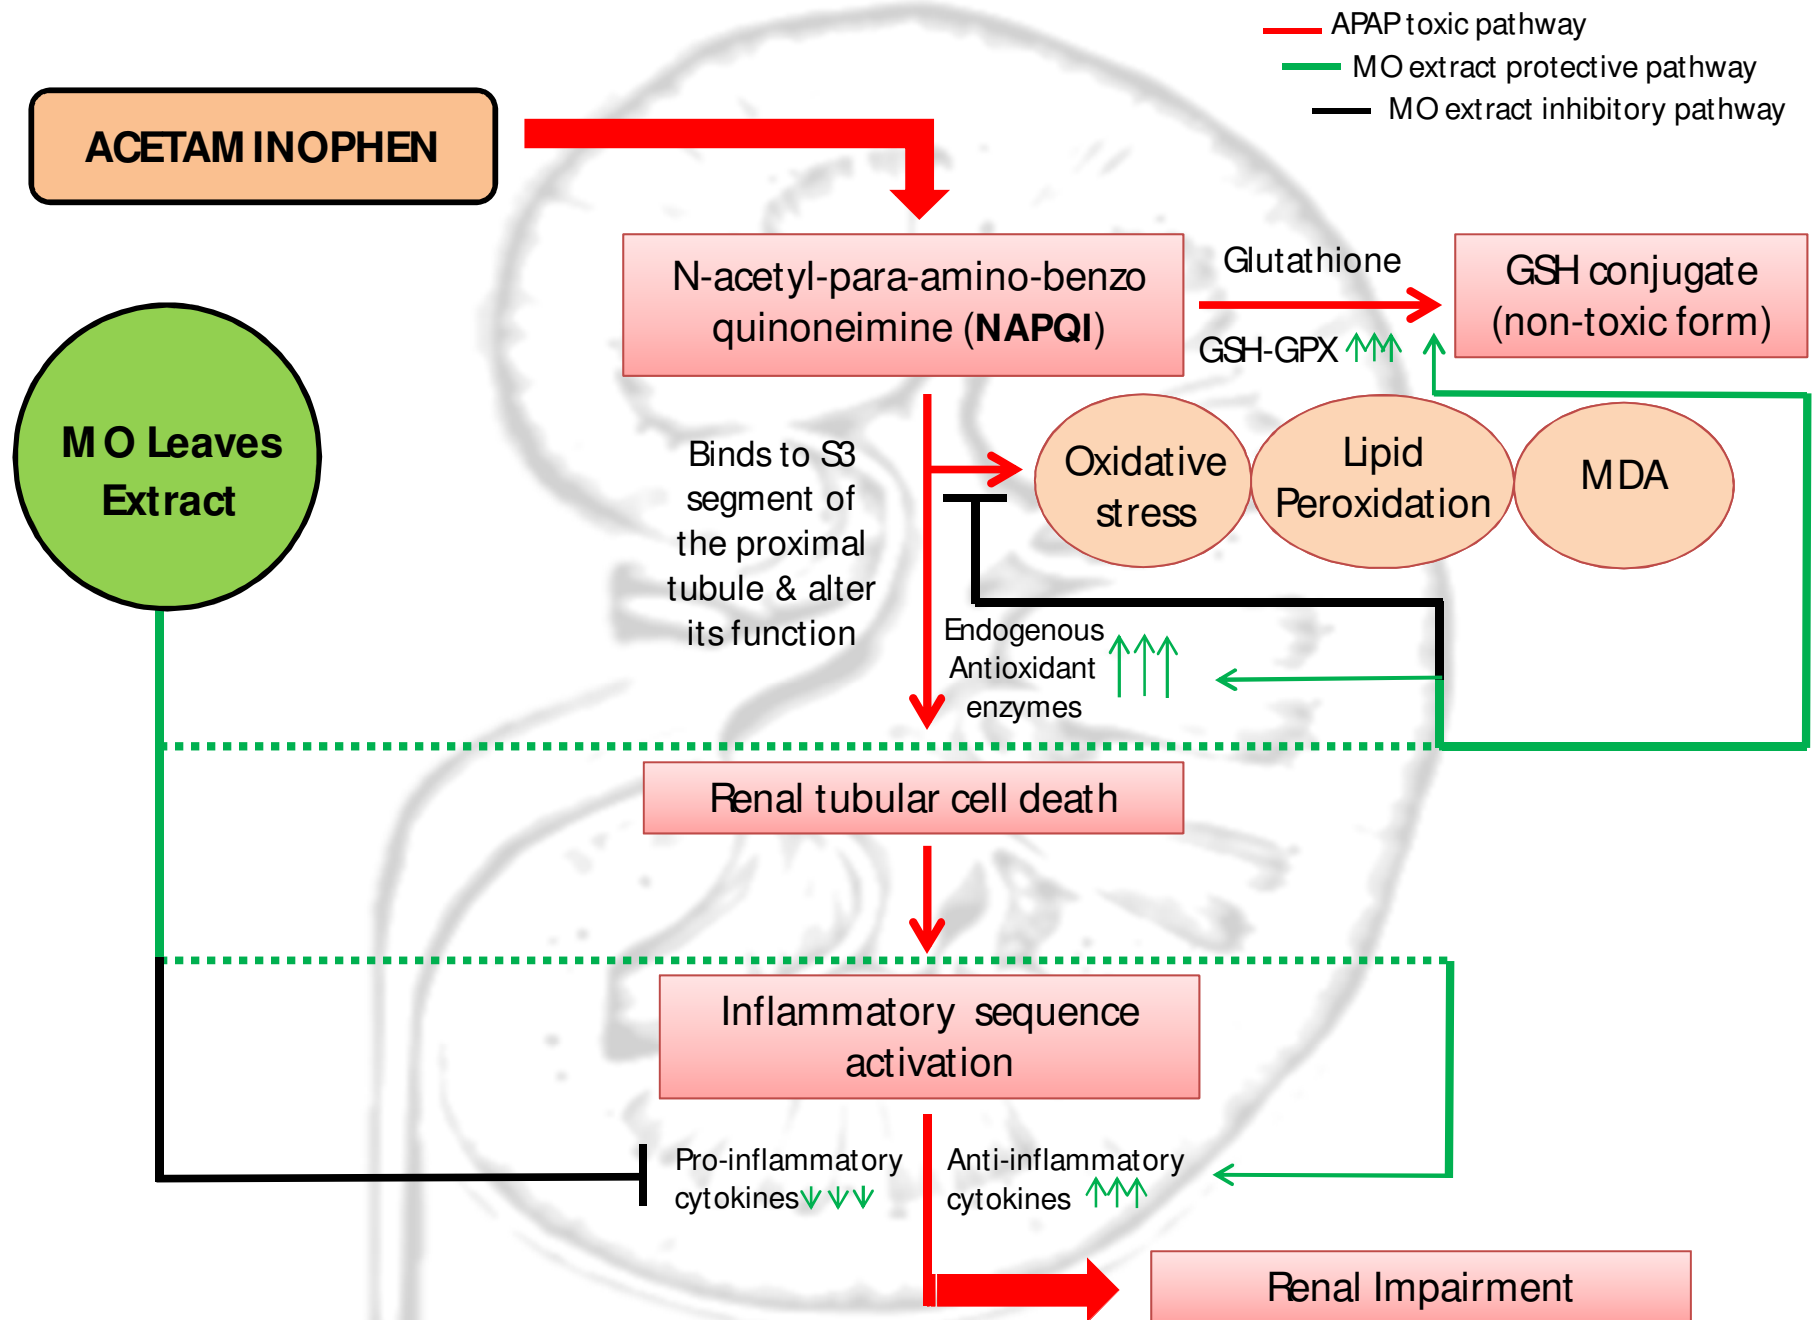 APAP toxic pathway
MO extract protective pathway
MO extract inhibitory pathway
ACETAMINOPHEN
N-acetyl-para-amino-benzo
quinoneimine (NAPQI)
Glutathione
GSH-GPX
GSH conjugate
(non-toxic form)
MO Leaves
Extract
Binds to S3
segment of
the proximal
tubule & alter
its function
Oxidative
stress
Lipid
Peroxidation
MDA
Endogenous
Antioxidant
enzymes
Renal tubular cell death
Inflammatory sequence
activation
Pro-inflammatory
cytokines
Anti-inflammatory
cytokines
Renal Impairment